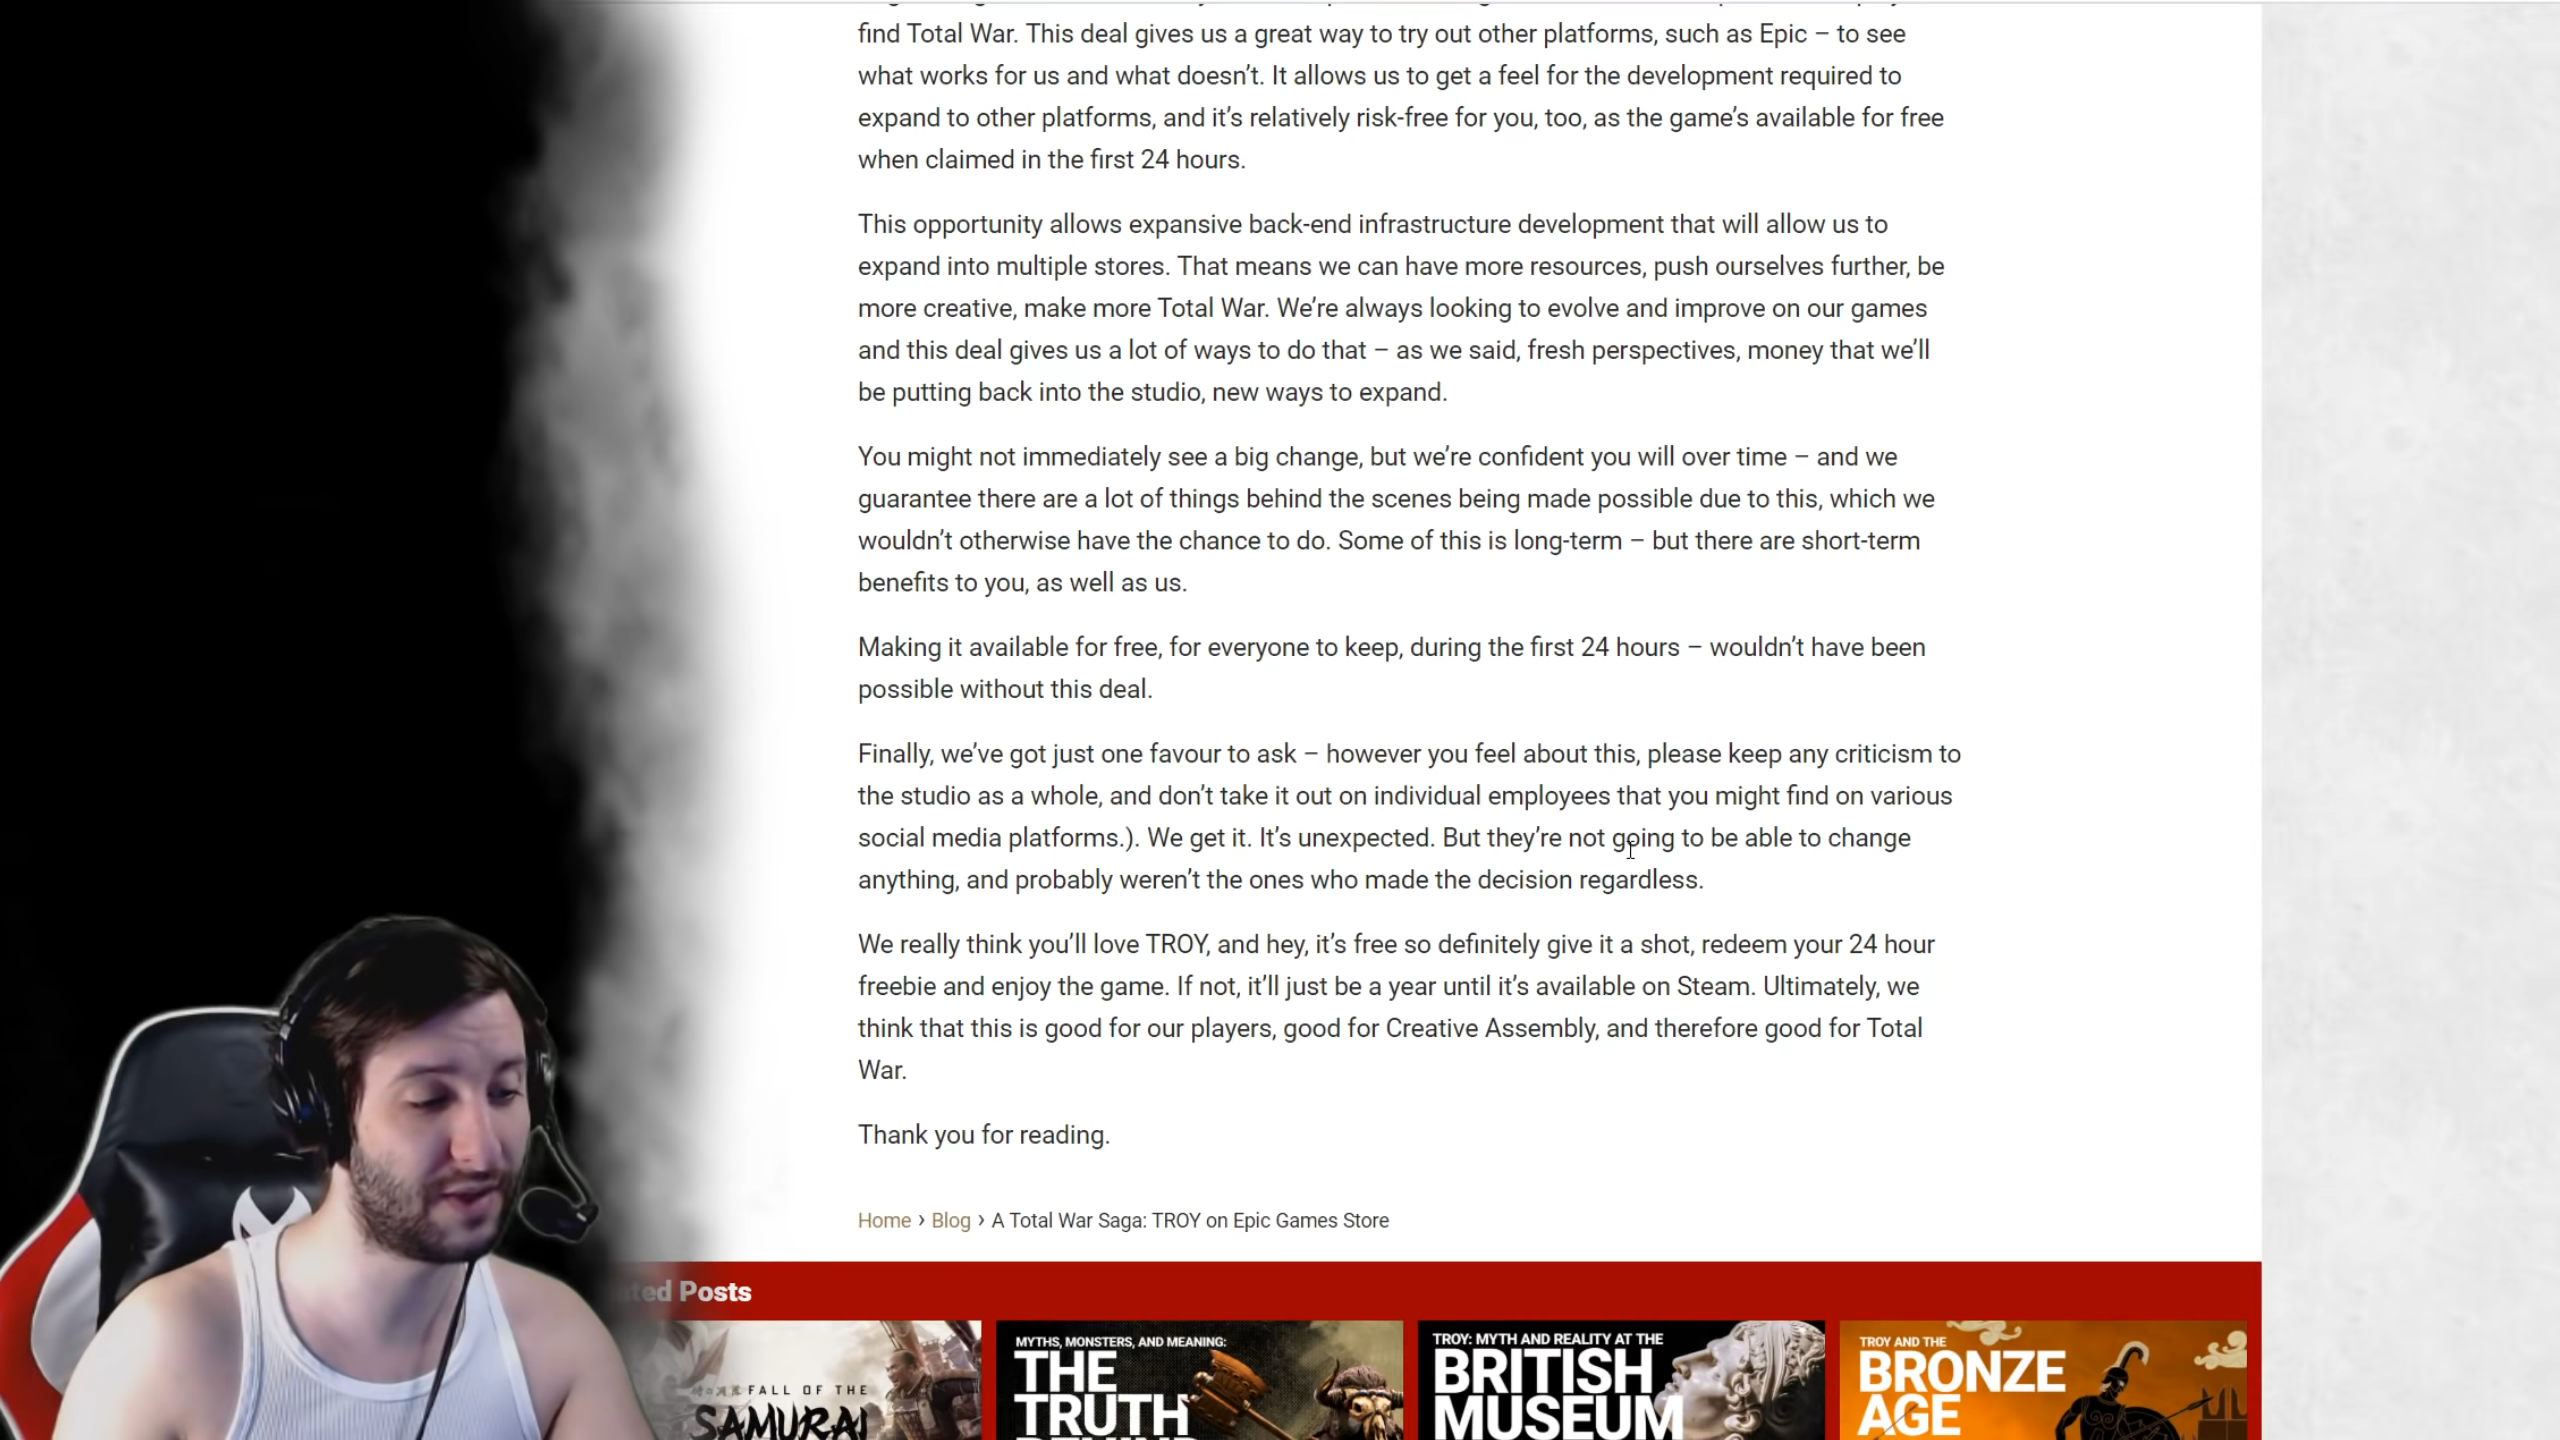 find Total War. This deal gives us a great way to try out other platforms, such as Epic – to see
what works for us and what doesn’t. It allows us to get a feel for the development required to
expand to other platforms, and it’s relatively risk-free for you, too, as the game’s available for free
when claimed in the first 24 hours.
This opportunity allows expansive back-end infrastructure development that will allow us to
expand into multiple stores. That means we can have more resources, push ourselves further, be
more creative, make more Total War. We’re always looking to evolve and improve on our games
and this deal gives us a lot of ways to do that – as we said, fresh perspectives, money that we’ll
be putting back into the studio, new ways to expand.
You might not immediately see a big change, but we’re confident you will over time – and we
guarantee there are a lot of things behind the scenes being made possible due to this, which we
wouldn’t otherwise have the chance to do. Some of this is long-term – but there are short-term
benefits to you, as well as us.
Making it available for free, for everyone to keep, during the first 24 hours – wouldn’t have been
possible without this deal.
Finally, we’ve got just one favour to ask – however you feel about this, please keep any criticism to
the studio as a whole, and don’t take it out on individual employees that you might find on various
social media platforms.). We get it. It’s unexpected. But they’re not going to be able to change
anything, and probably weren’t the ones who made the decision regardless.
We really think you’ll love TROY, and hey, it’s free so definitely give it a shot, redeem your 24 hour
freebie and enjoy the game. If not, it’ll just be a year until it’s available on Steam. Ultimately, we
think that this is good for our players, good for Creative Assembly, and therefore good for Total
War.
Thank you for reading.
Home › Blog › A Total War Saga: TROY on Epic Games Store
Posts
FALL OF THE
SAMURAI
MYTHS, MONSTERS, AND MEANING:
THE
TRUTH
TROY: MYTH AND REALITY AT THE
BRITISH
MUSEUM
TROY AND THE
BRONZE
AGE